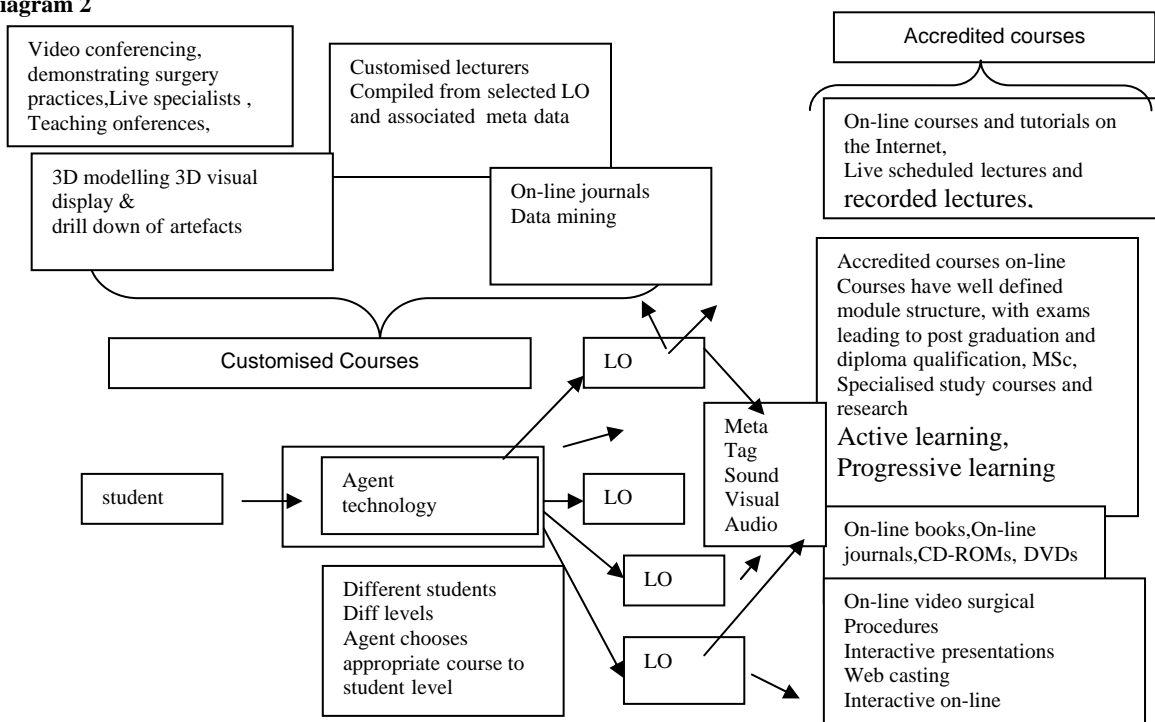 iagram 2
Video conferencing,
demonstrating surgery
practices,Live specialists ,
Teaching onferences,
Customised lecturers
Compiled from selected LO
and associated meta data
3D modelling 3D visual
display &
drill down of artefacts
On-line journals
Data mining
Customised Courses
Accredited courses
On-line courses and tutorials on
the Internet,
Live scheduled lectures and
recorded lectures,
Accredited courses on-line
Courses have well defined
module structure, with exams
leading to post graduation and
diploma qualification, MSc,
Specialised study courses and
research
Active learning,
Progressive learning
student
Agent
technology
LO
LO
LO
LO
Meta
Tag
Sound
Visual
Audio
Different students
Diff levels
Agent chooses
appropriate course to
student level
On-line books,On-line
journals,CD-ROMs, DVDs
On-line video surgical
Procedures
Interactive presentations
Web casting
Interactive on-line